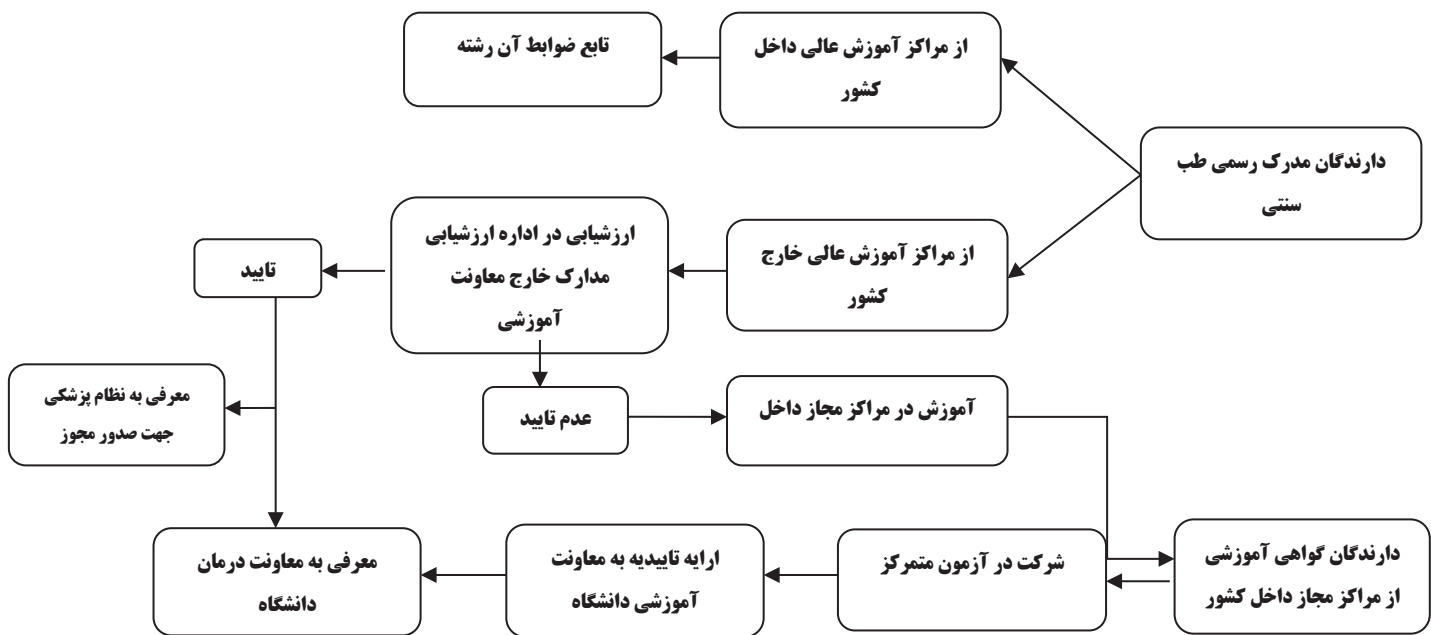 از مراکز آموزش عالی داخل
کشور
تابع ضوابط آن رشته
دارندگان مدرک رسمی طب
سنتی
از مراکز آموزش عالی خارج
کشور
ارزشیابی در اداره ارزشیابی
مدارک خارج معاونت
آموزشی
تایید
معرفی به نظام پزشکی
جهت صدور مجوز
عدم تایید
آموزش در مراکز مجاز داخل
دارندگان گواهی آموزشی
از مراکز مجاز داخل کشور
شرکت در آزمون متمرکز
ارایه تاییدیه به معاونت
آموزشی دانشگاه
معرفی به معاونت درمان
دانشگاه